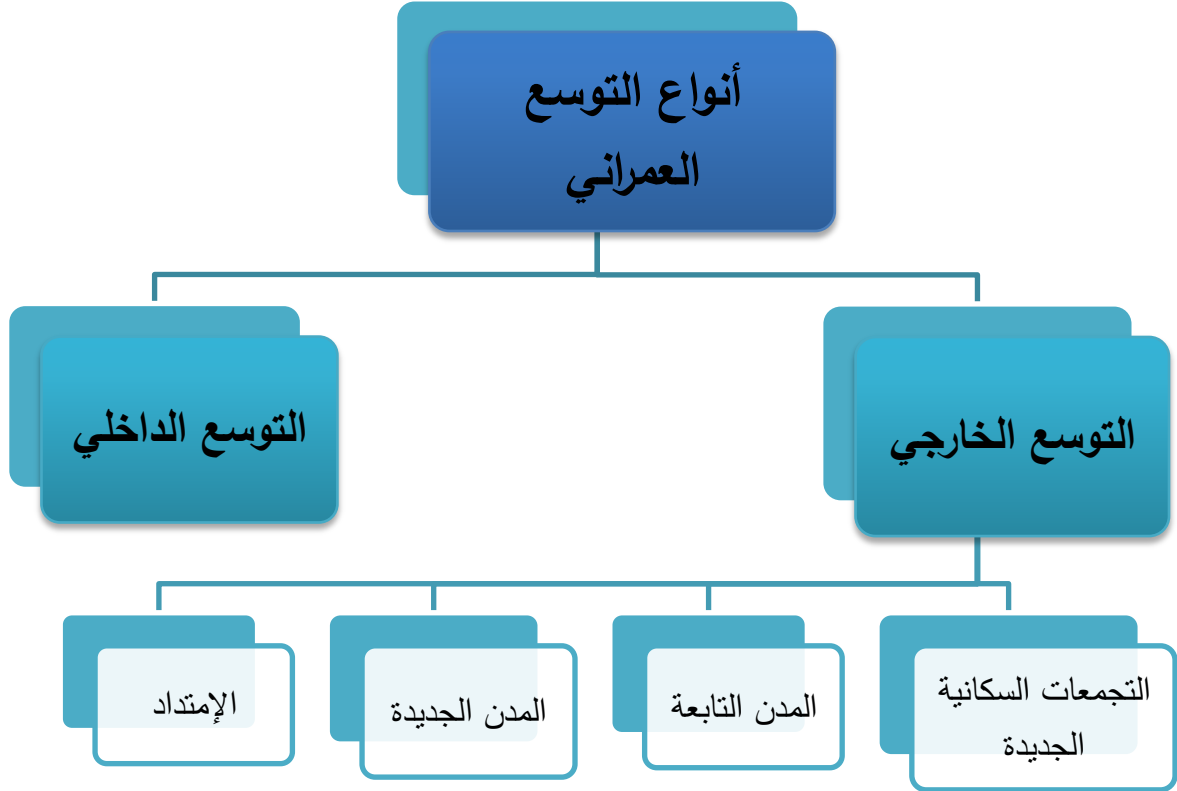 أنواع التوسع
العمراني
التوسع الخارجي
التوسع الداخلي
التجمعات السكانية
الجديدة
المدن التابعة
المدن الجديدة
الإمتداد